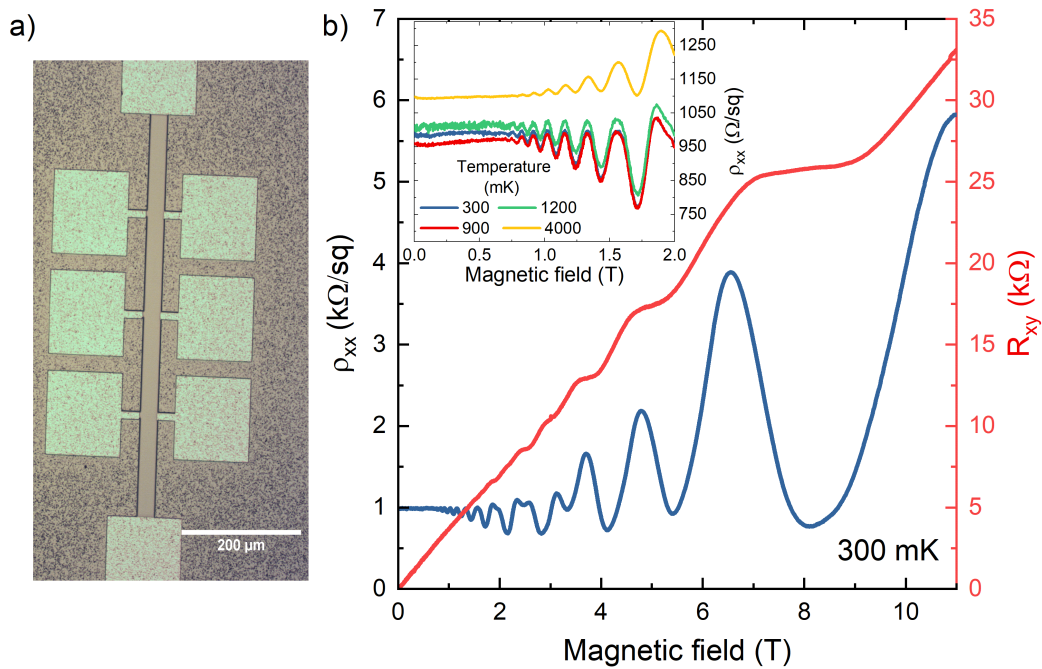 a)
200 µm
b)
ρxx (kΩ/sq)
7
6
5
4
3
2
1
0
0 2 4 6 8 10
Magnetic field (T)
35
30
25
20
15
10
5
0
Rxy (kΩ)
300 mK
1250
1150
1050
950
850
750
ρxx (Ω/sq)
Temperature
(mK)
300 1200
900 4000
0.0 0.5 1.0 1.5 2.0
Magnetic field (T)